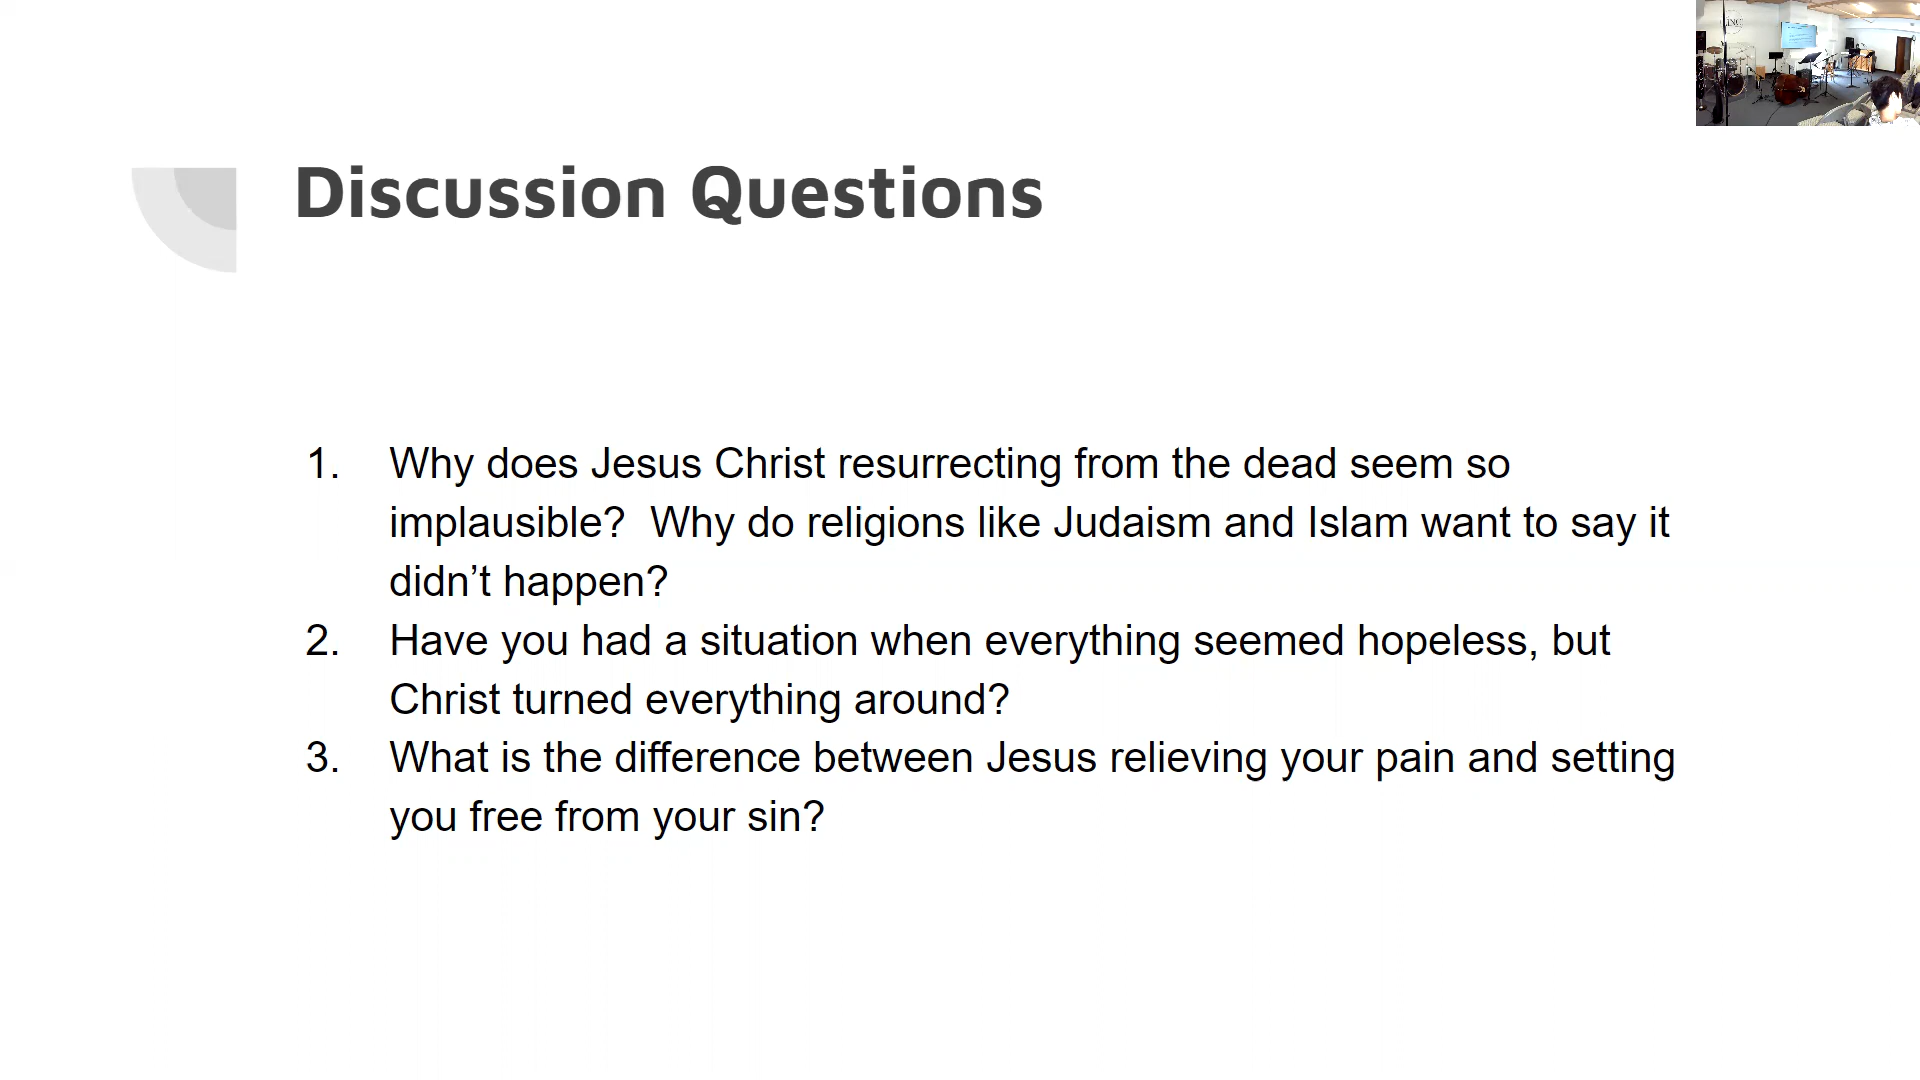 Discussion Questions
1. Why does Jesus Christ resurrecting from the dead seem so
implausible?  Why do religions like Judaism and Islam want to say it
didn’t happen?
2. Have you had a situation when everything seemed hopeless, but
Christ turned everything around?
3. What is the difference between Jesus relieving your pain and setting
you free from your sin?